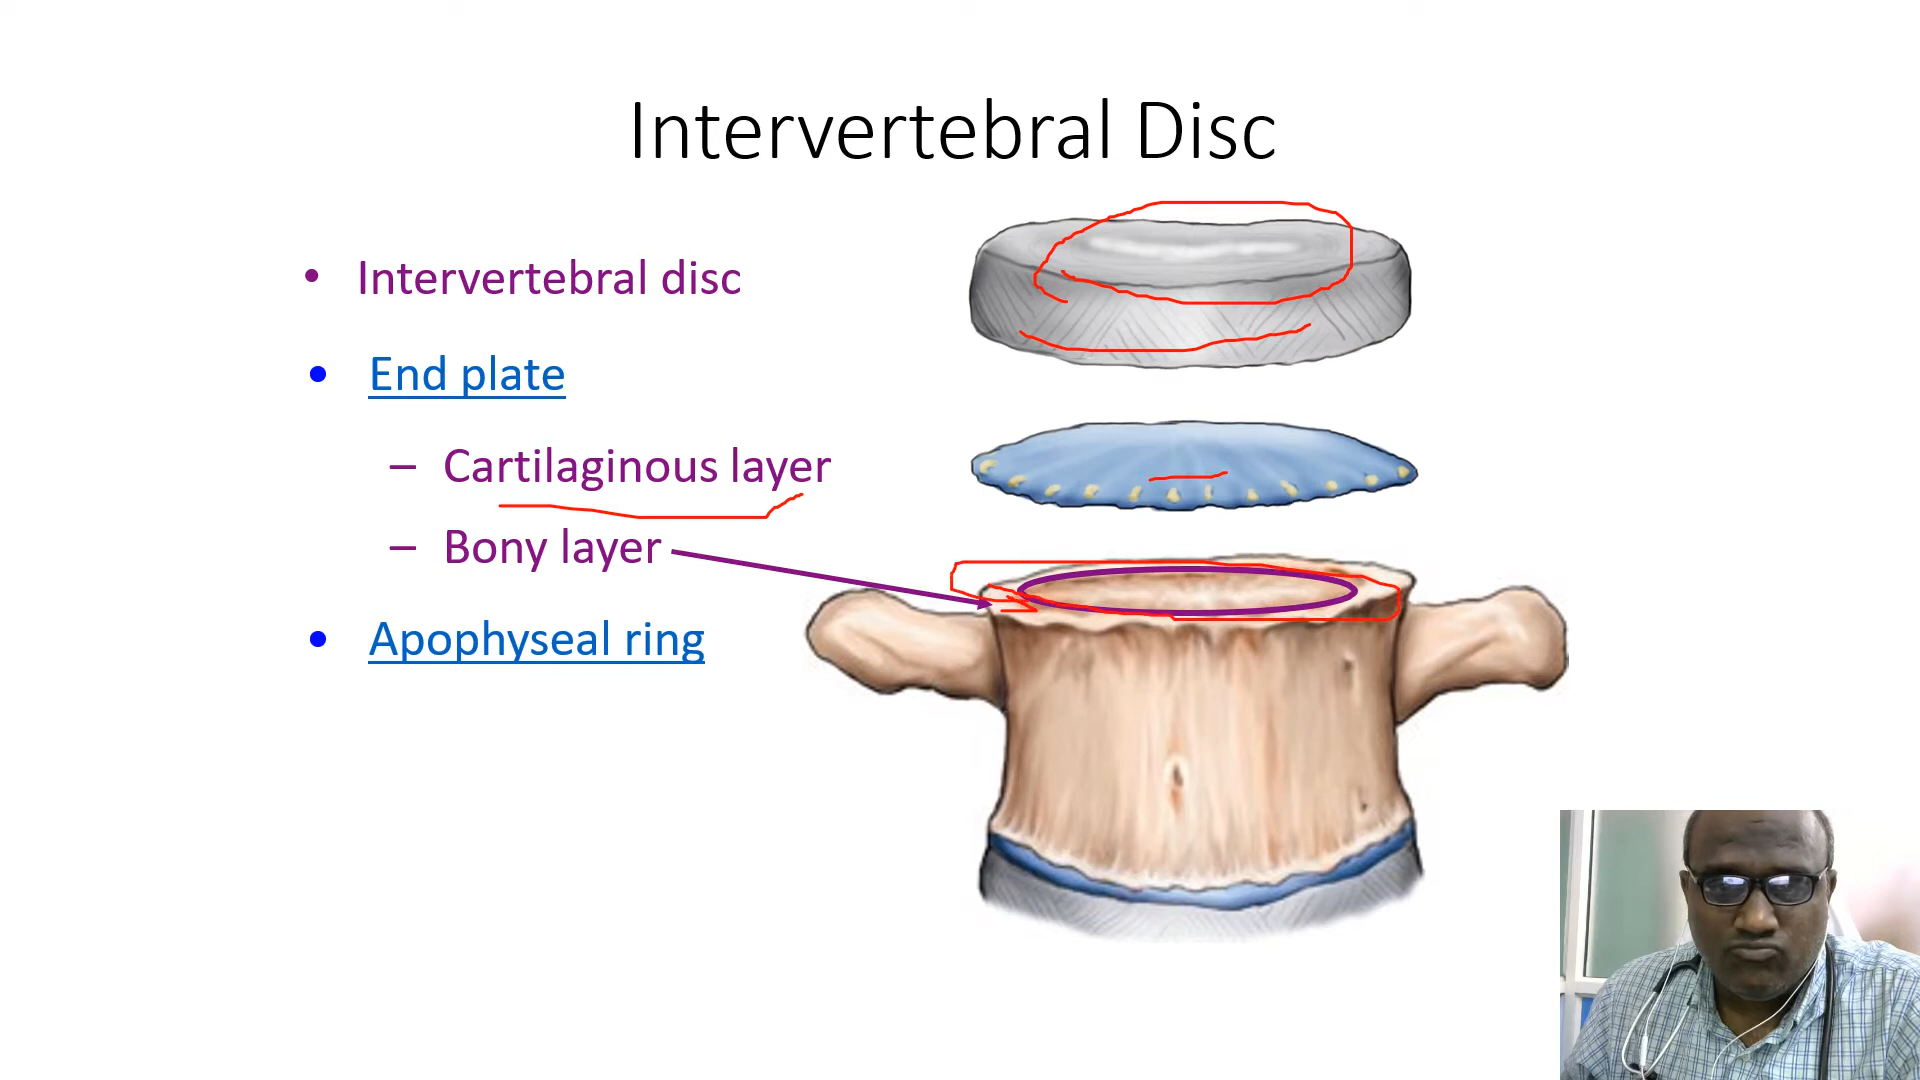 Intervertebral Disc
• Intervertebral disc
• End plate
– Cartilaginous layer
– Bony layer
• Apophyseal ring